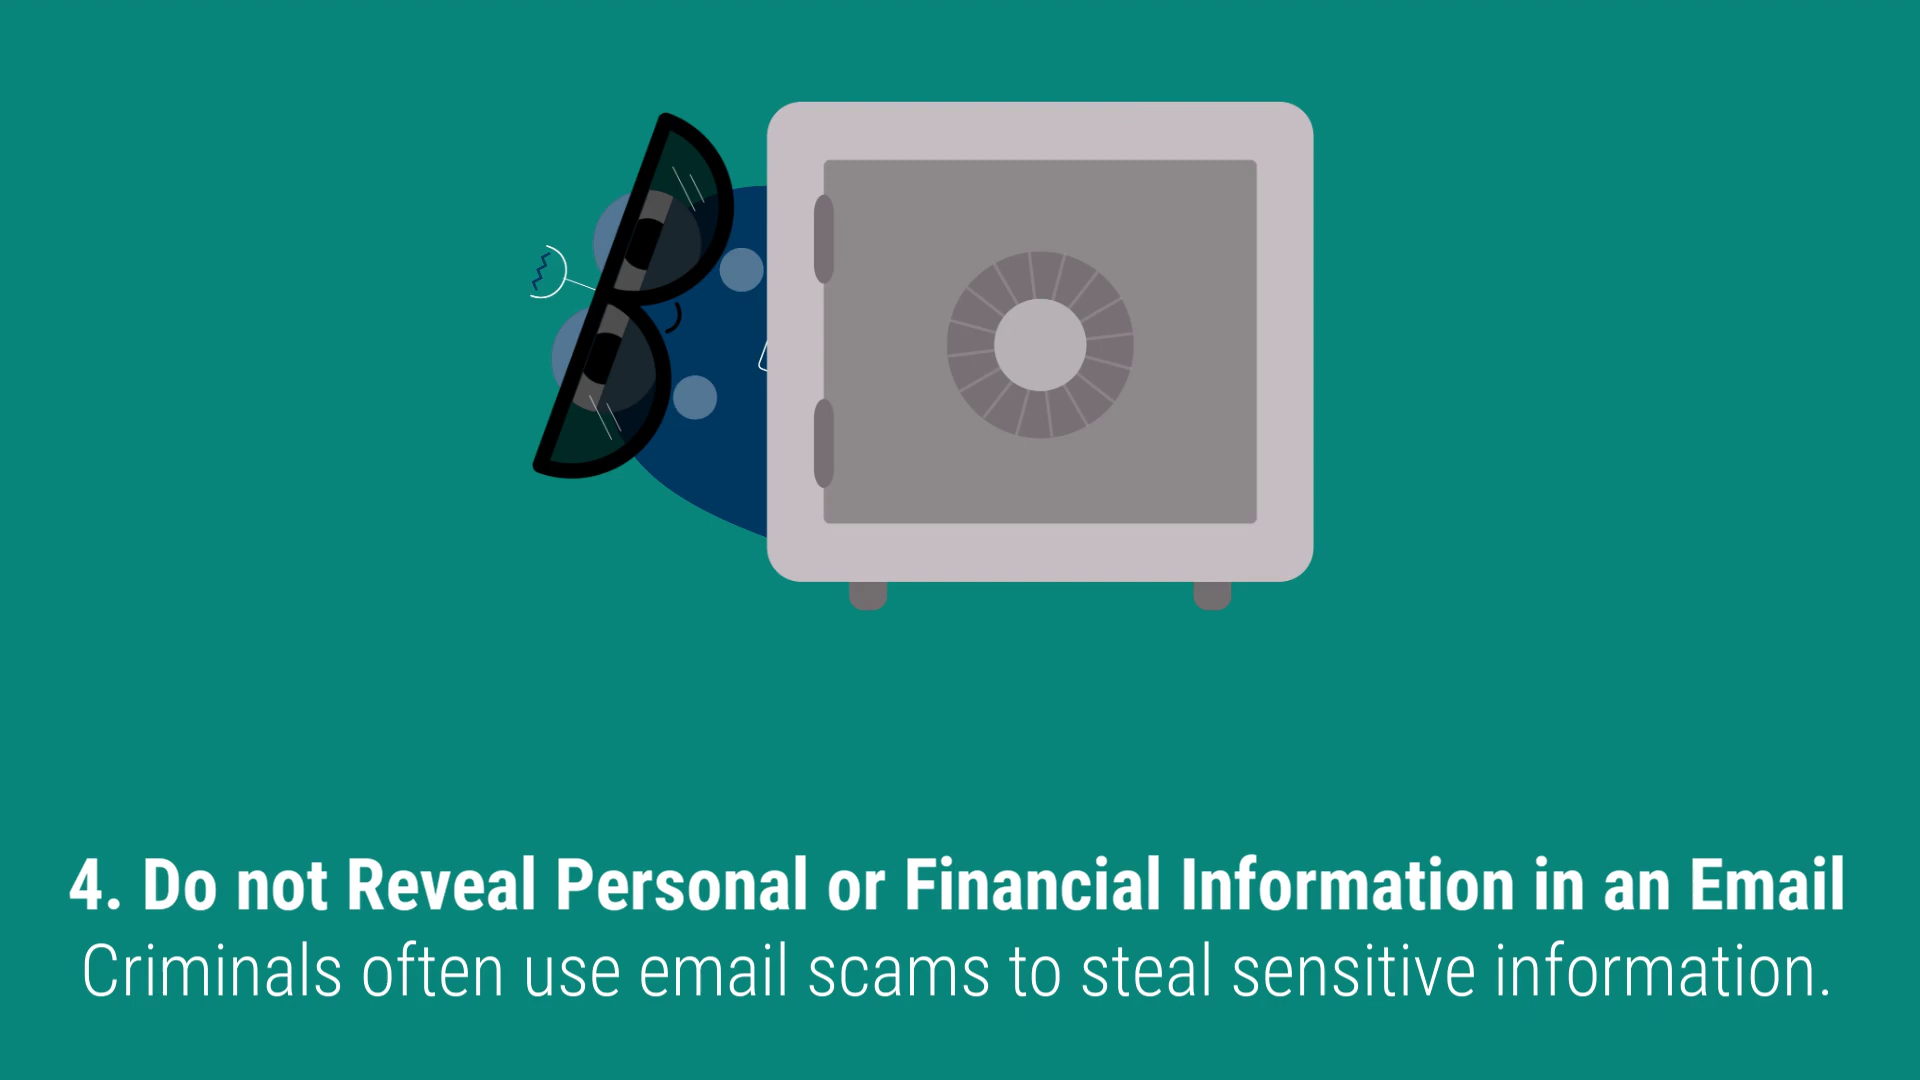 4. Do not Reveal Personal or Financial Information in an Email
Criminals often use email scams to steal sensitive information.